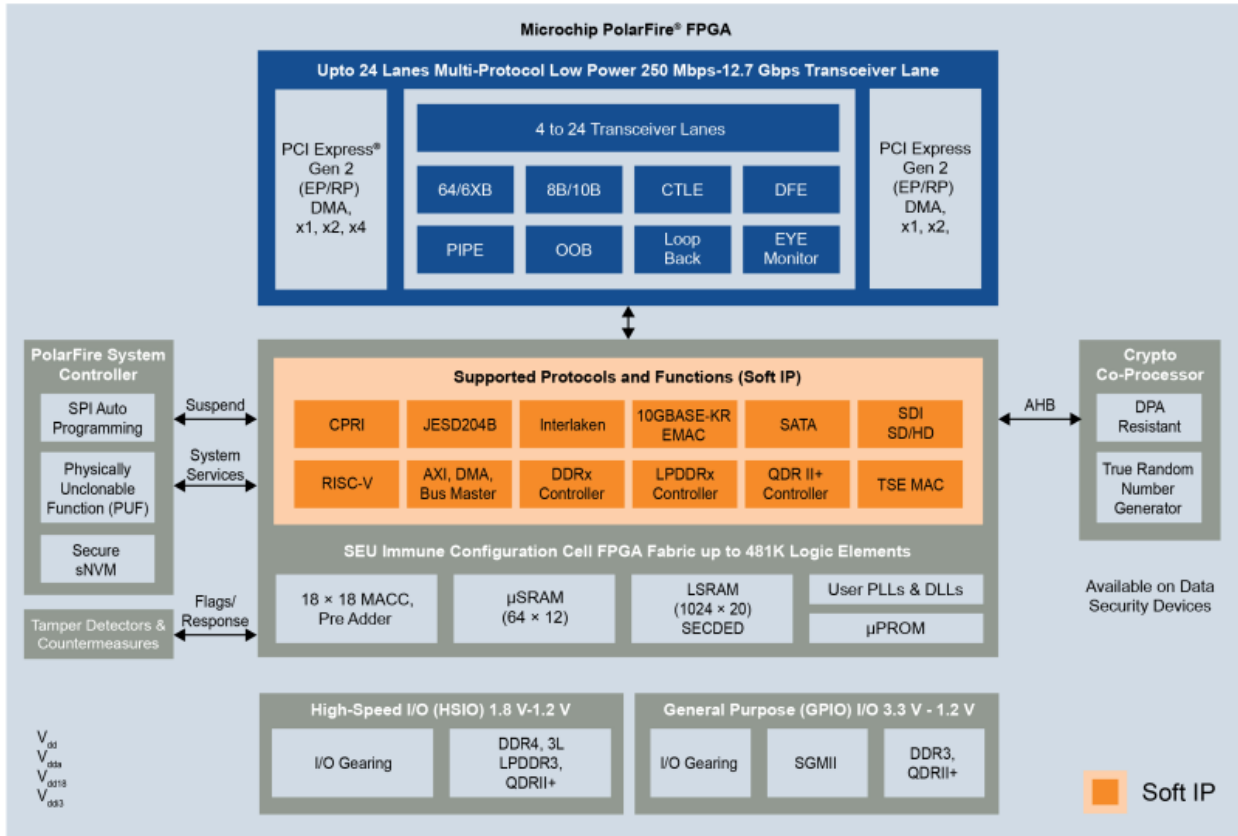 Microchip PolarFire® FPGA
Upto 24 Lanes Multi-Protocol Low Power 250 Mbps-12.7 Gbps Transceiver Lane
PCI Express®
Gen 2
(EP/RP)
DMA,
x1, x2, x4
4 to 24 Transceiver Lanes
64/6XB
8B/10B
CTLE
DFE
PIPE
OOB
Loop
Back
EYE
Monitor
PCI Express
Gen 2
(EP/RP)
DMA,
x1, x2,
PolarFire System
Controller
SPI Auto
Programming
Physically
Unclonable
Function (PUF)
Secure
sNVM
Tamper Detectors &
Countermeasures
Suspend
System
Services
Flags/
Response
Supported Protocols and Functions (Soft IP)
CPRI
JESD204B
Interlaken
10GBASE-KR
EMAC
SATA
SDI
SD/HD
RISC-V
AXI, DMA,
Bus Master
DDRx
Controller
LPDDRx
Controller
QDR II+
Controller
TSE MAC
SEU Immune Configuration Cell FPGA Fabric up to 481K Logic Elements
18 × 18 MACC,
Pre Adder
µSRAM
(64 × 12)
LSRAM
(1024 × 20)
SECDED
User PLLs & DLLs
µPROM
AHB
Crypto
Co-Processor
DPA
Resistant
True Random
Number
Generator
Available on Data
Security Devices
High-Speed I/O (HSIO) 1.8 V-1.2 V
I/O Gearing
DDR4, 3L
LPDDR3,
QDRII+
General Purpose (GPIO) I/O 3.3 V - 1.2 V
I/O Gearing
SGMII
DDR3,
QDRII+
Vdd
Vdda
Vdd18
Vddi3
Soft IP